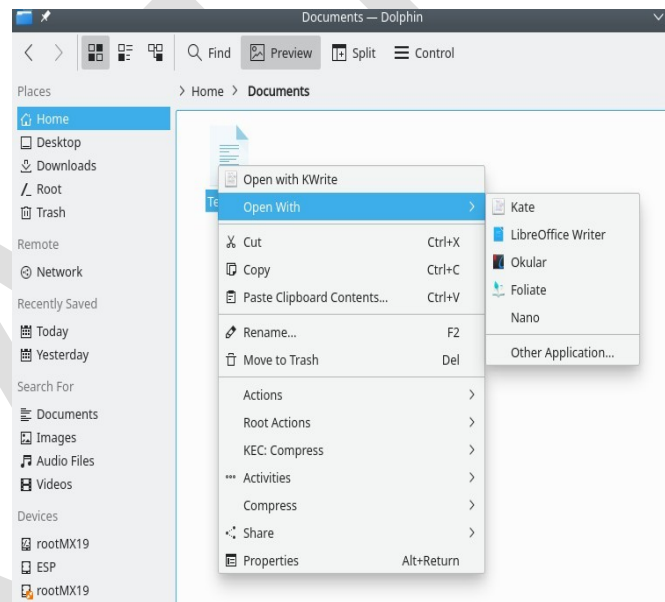 Documents — Dolphin
Find Preview Split Control
Places
Home
Desktop
Downloads
Root
Trash
Remote
Network
Recently Saved
Today
Yesterday
Search For
Documents
Images
Audio Files
Videos
Devices
rootMX19
ESP
rootMX19
> Home > Documents
Te
Open with KWrite
Open With
Cut Ctrl+X
Copy Ctrl+C
Paste Clipboard Contents... Ctrl+V
Rename... F2
Move to Trash Del
Actions
Root Actions
KEC: Compress
Activities
Compress
Share
Properties Alt+Return
Kate
LibreOffice Writer
Okular
Foliate
Nano
Other Application...